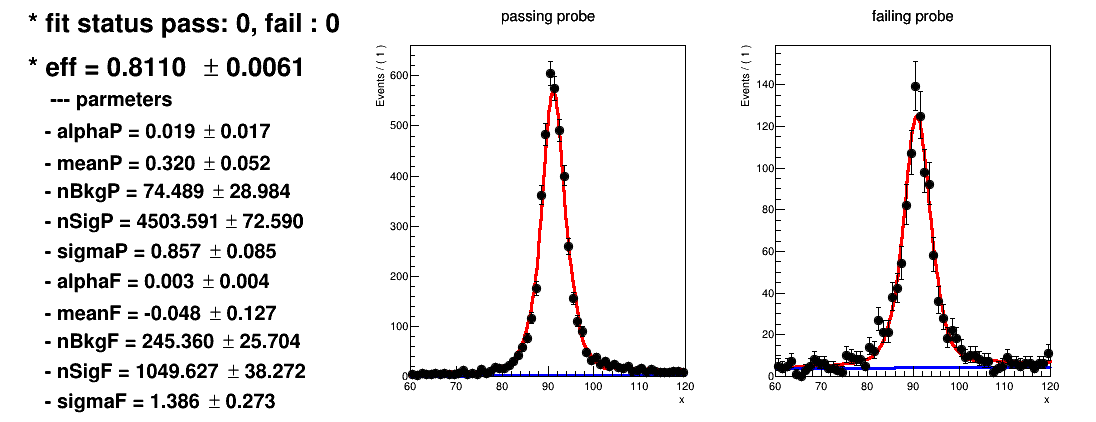 * fit status pass: 0, fail : 0
* eff = 0.8110 ± 0.0061
--- parmeters
- alphaP = 0.019 ± 0.017
- meanP = 0.320 ± 0.052
- nBkgP = 74.489 ± 28.984
- nSigP = 4503.591 ± 72.590
- sigmaP = 0.857 ± 0.085
- alphaF = 0.003 ± 0.004
- meanF = -0.048 ± 0.127
- nBkgF = 245.360 ± 25.704
- nSigF = 1049.627 ± 38.272
- sigmaF = 1.386 ± 0.273
passing probe
Events / ( 1 )
600
500
400
300
200
100
0
60 70 80 90 100 110 120
x
failing probe
Events / ( 1 )
140
120
100
80
60
40
20
0
60 70 80 90 100 110 120
x